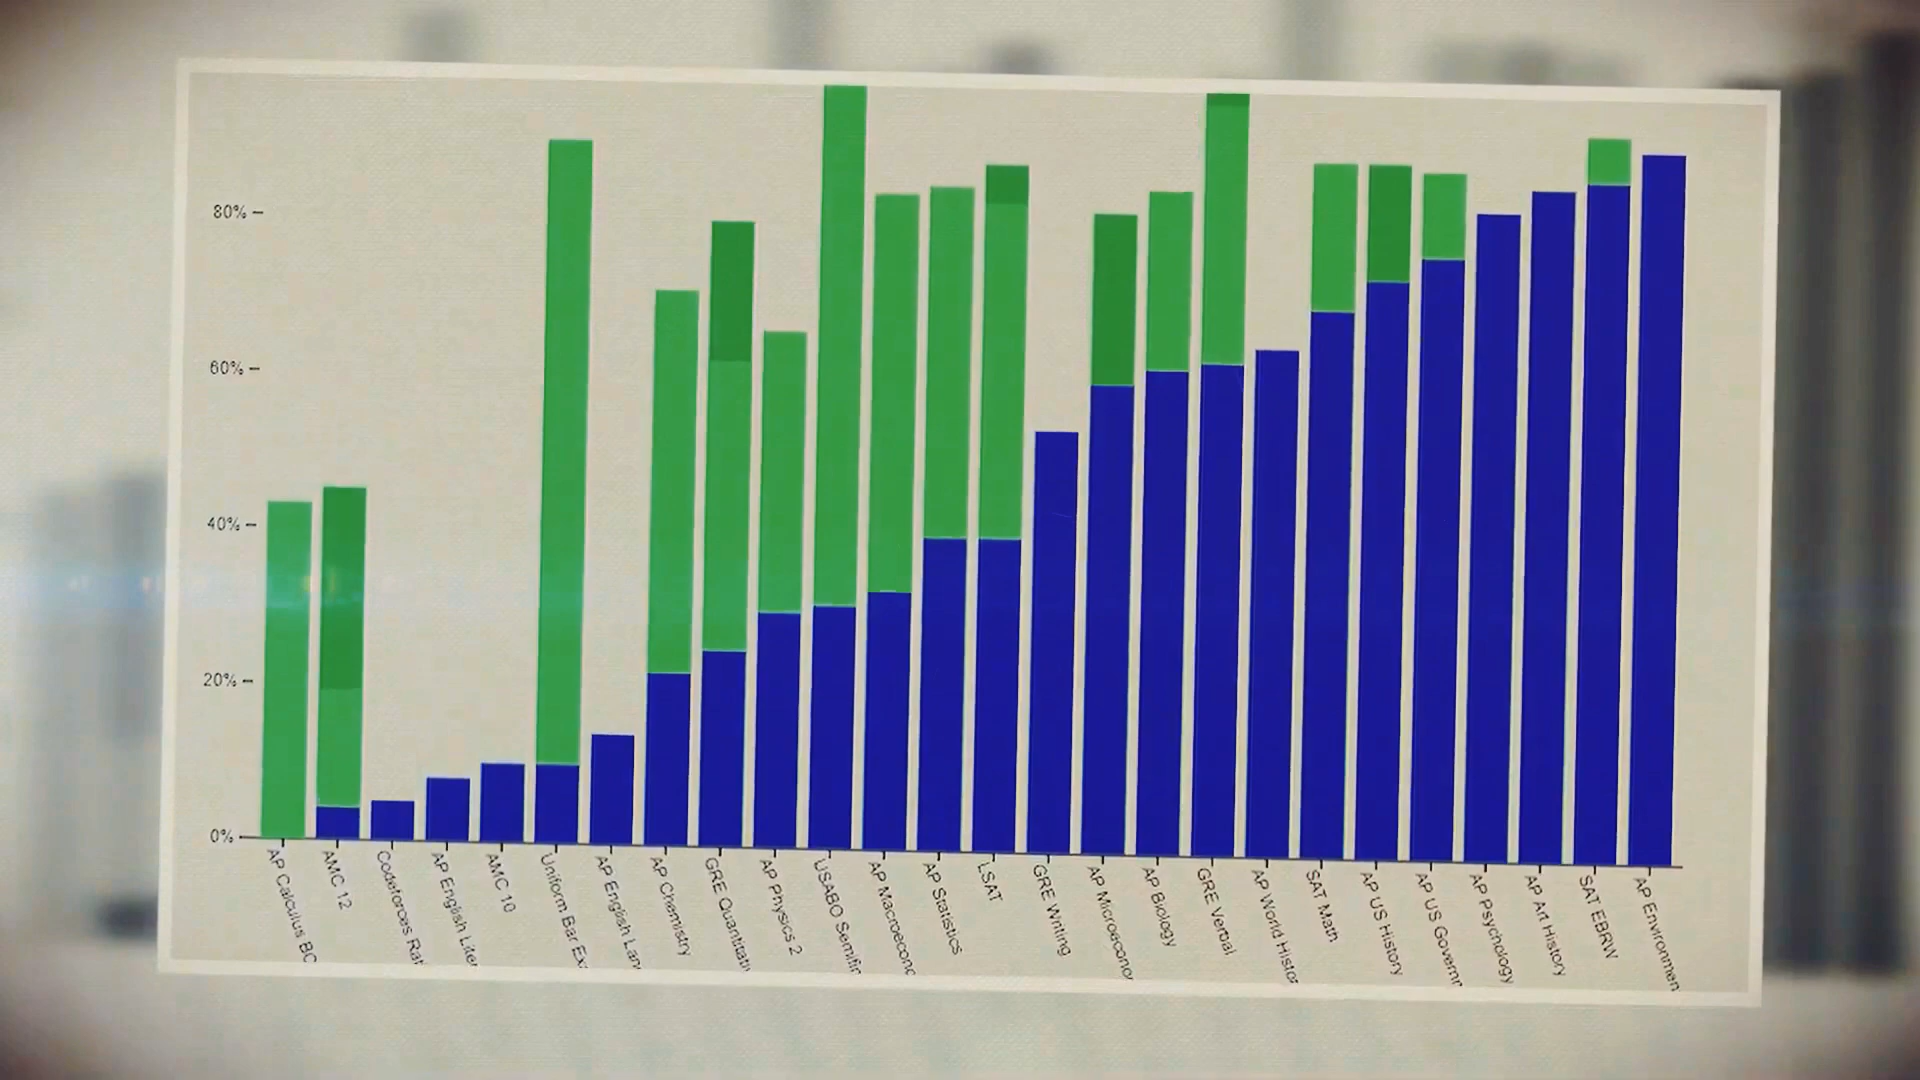 80%
60%
40%
20%
0%
AP Calculus BC
AMC 12
Codeforces Rat
AP English Lite
AMC 10
Uniform Bar Ex
AP English Lan
AP Chemistry
GRE Quantitati
AP Physics 2
USABO Semifin
AP Macroecono
AP Statistics
LSAT
GRE Writing
AP Microeconor
AP Biology
GRE Verbal
AP World Histo
SAT Math
AP US History
AP US Governm
AP Psychology
AP Art History
SAT EBRW
AP Environmen